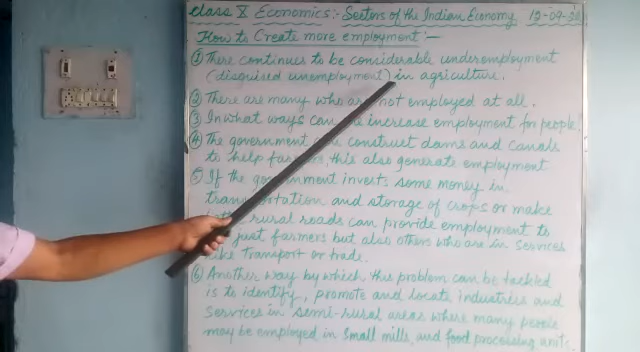 Class X Economics:- Sectors of the Indian Economy 19-09-20
How to Create more employment:-
① There continues to be considerable underemployment
(disguised unemployment) in agriculture.
② There are many who are not employed at all.
③ In what ways can increase employment for people?
④ The government can construct dams and canals
to help farmers, this also generate employment
⑤ If the government invests some money in
transportation and storage of crops or make
rural roads can provide employment to
just farmers but also others who are in services
like transport or trade.
⑥ Another way by which this problem can be tackled
is to identify, promote and locate industries and
services in semi-rural areas where many people
may be employed in small mills, and food processing units.